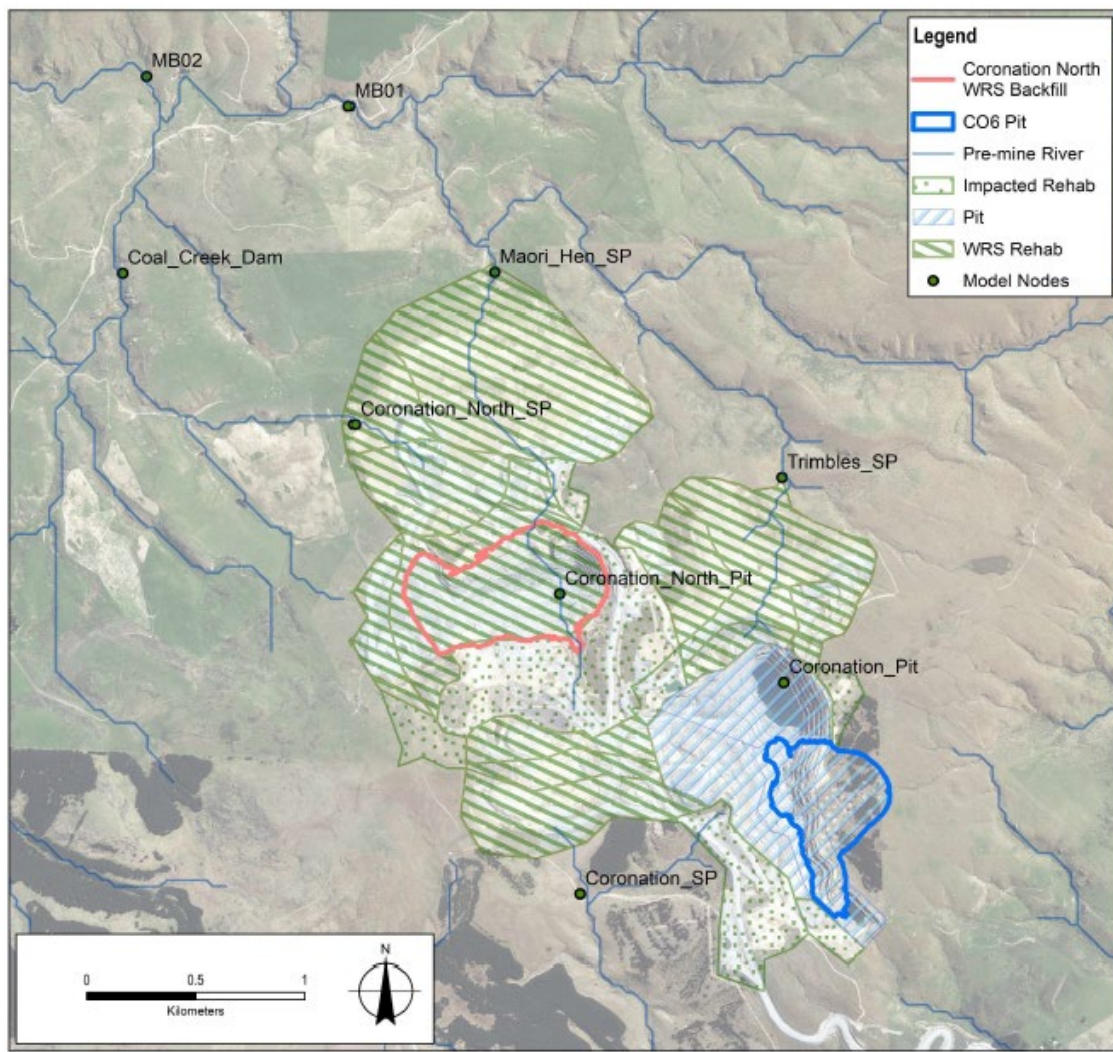 MB02
MB01
Coal_Creek_Dam
Maori_Hen_SP
Coronation_North_SP
Trimbles_SP
Coronation_North_Pit
Coronation_Pit
Coronation_SP
Legend
Coronation North
WRS Backfill
CO6 Pit
Pre-mine River
Impacted Rehab
Pit
WRS Rehab
Model Nodes
0 0.5 1
Kilometers
N